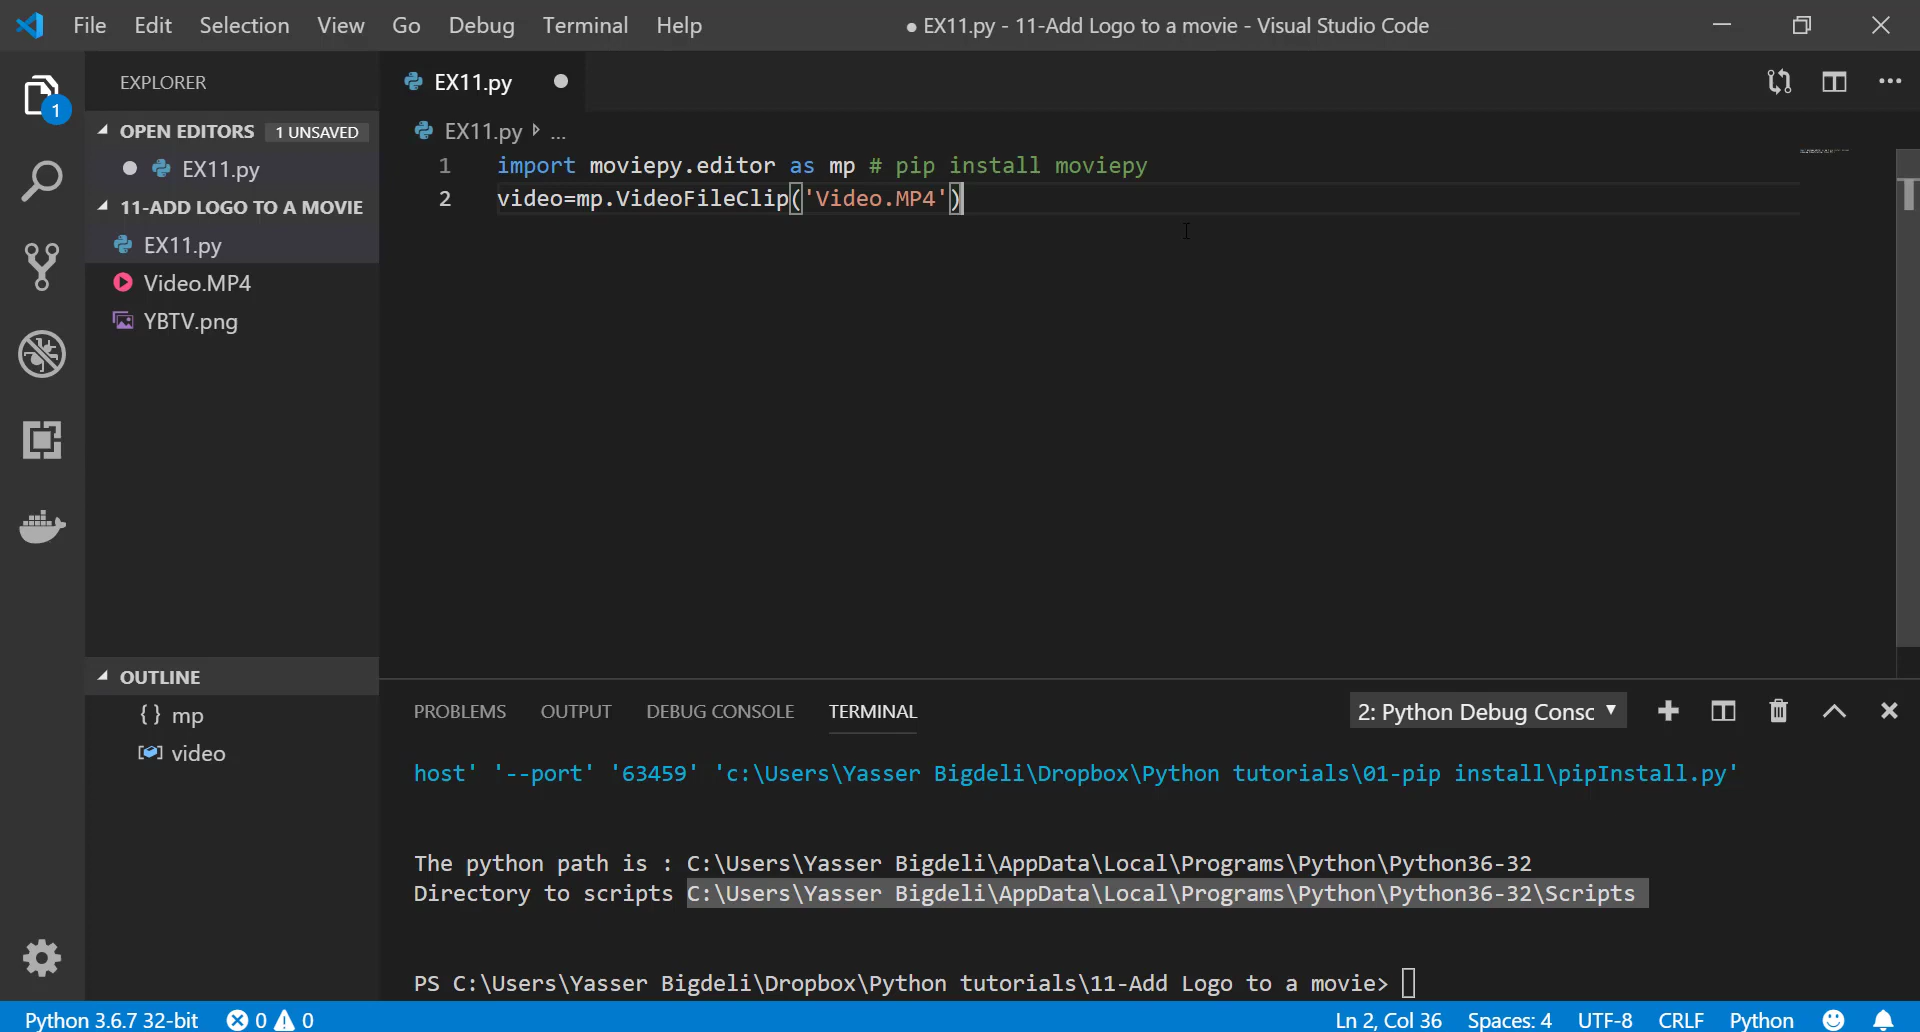 File Edit Selection View Go Debug Terminal Help ● EX11.py - 11-Add Logo to a movie - Visual Studio Code
EXPLORER
1
OPEN EDITORS 1 UNSAVED
EX11.py
11-ADD LOGO TO A MOVIE
EX11.py
Video.MP4
YBTV.png
OUTLINE
{} mp
video
EX11.py
EX11.py ...
1 import moviepy.editor as mp # pip install moviepy
2 video=mp.VideoFileClip('Video.MP4')
PROBLEMS OUTPUT DEBUG CONSOLE TERMINAL 2: Python Debug Consc
host' '--port' '63459' 'c:\Users\Yasser Bigdeli\Dropbox\Python tutorials\01-pip install\pipInstall.py'
The python path is : C:\Users\Yasser Bigdeli\AppData\Local\Programs\Python\Python36-32
Directory to scripts C:\Users\Yasser Bigdeli\AppData\Local\Programs\Python\Python36-32\Scripts
PS C:\Users\Yasser Bigdeli\Dropbox\Python tutorials\11-Add Logo to a movie>
Python 3.6.7 32-bit 0 0 Ln 2, Col 36 Spaces: 4 UTF-8 CRLF Python